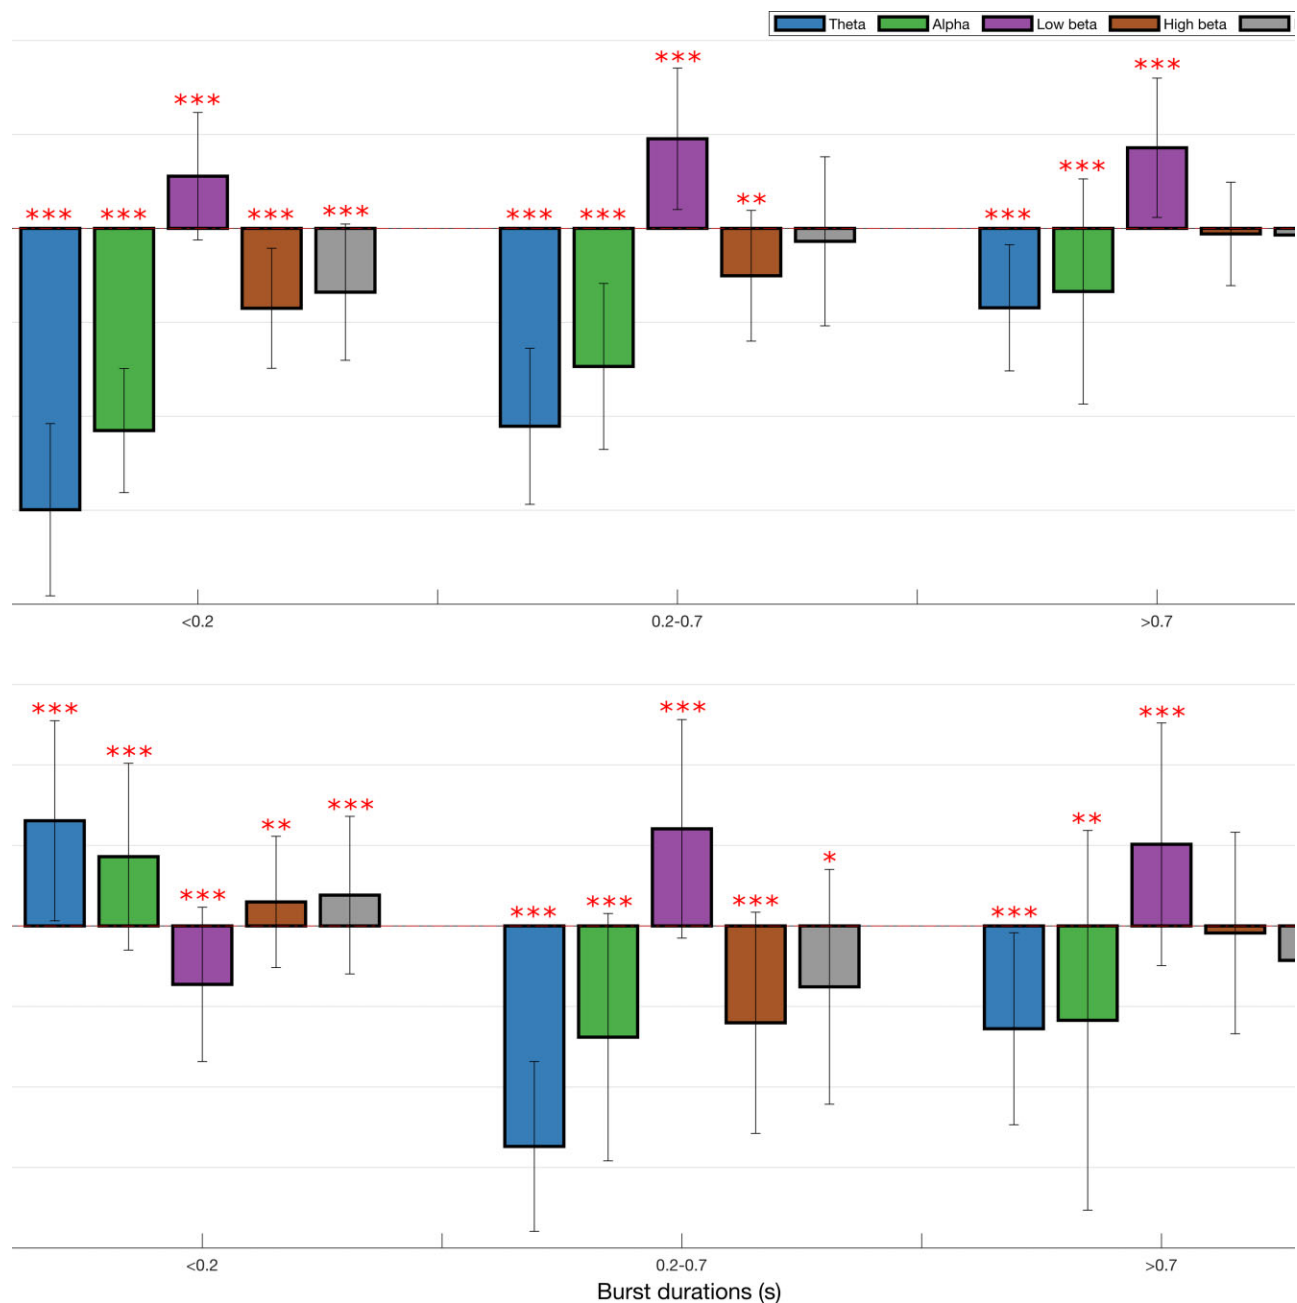 Theta Alpha Low beta High beta
***
*** ***
***
*** *** *** *** *** *** ** ***
<0.2 0.2-0.7 >0.7
*** *** ***
***
*** ** **
*** *
*** *** *** ***
<0.2 0.2-0.7 >0.7
Burst durations (s)